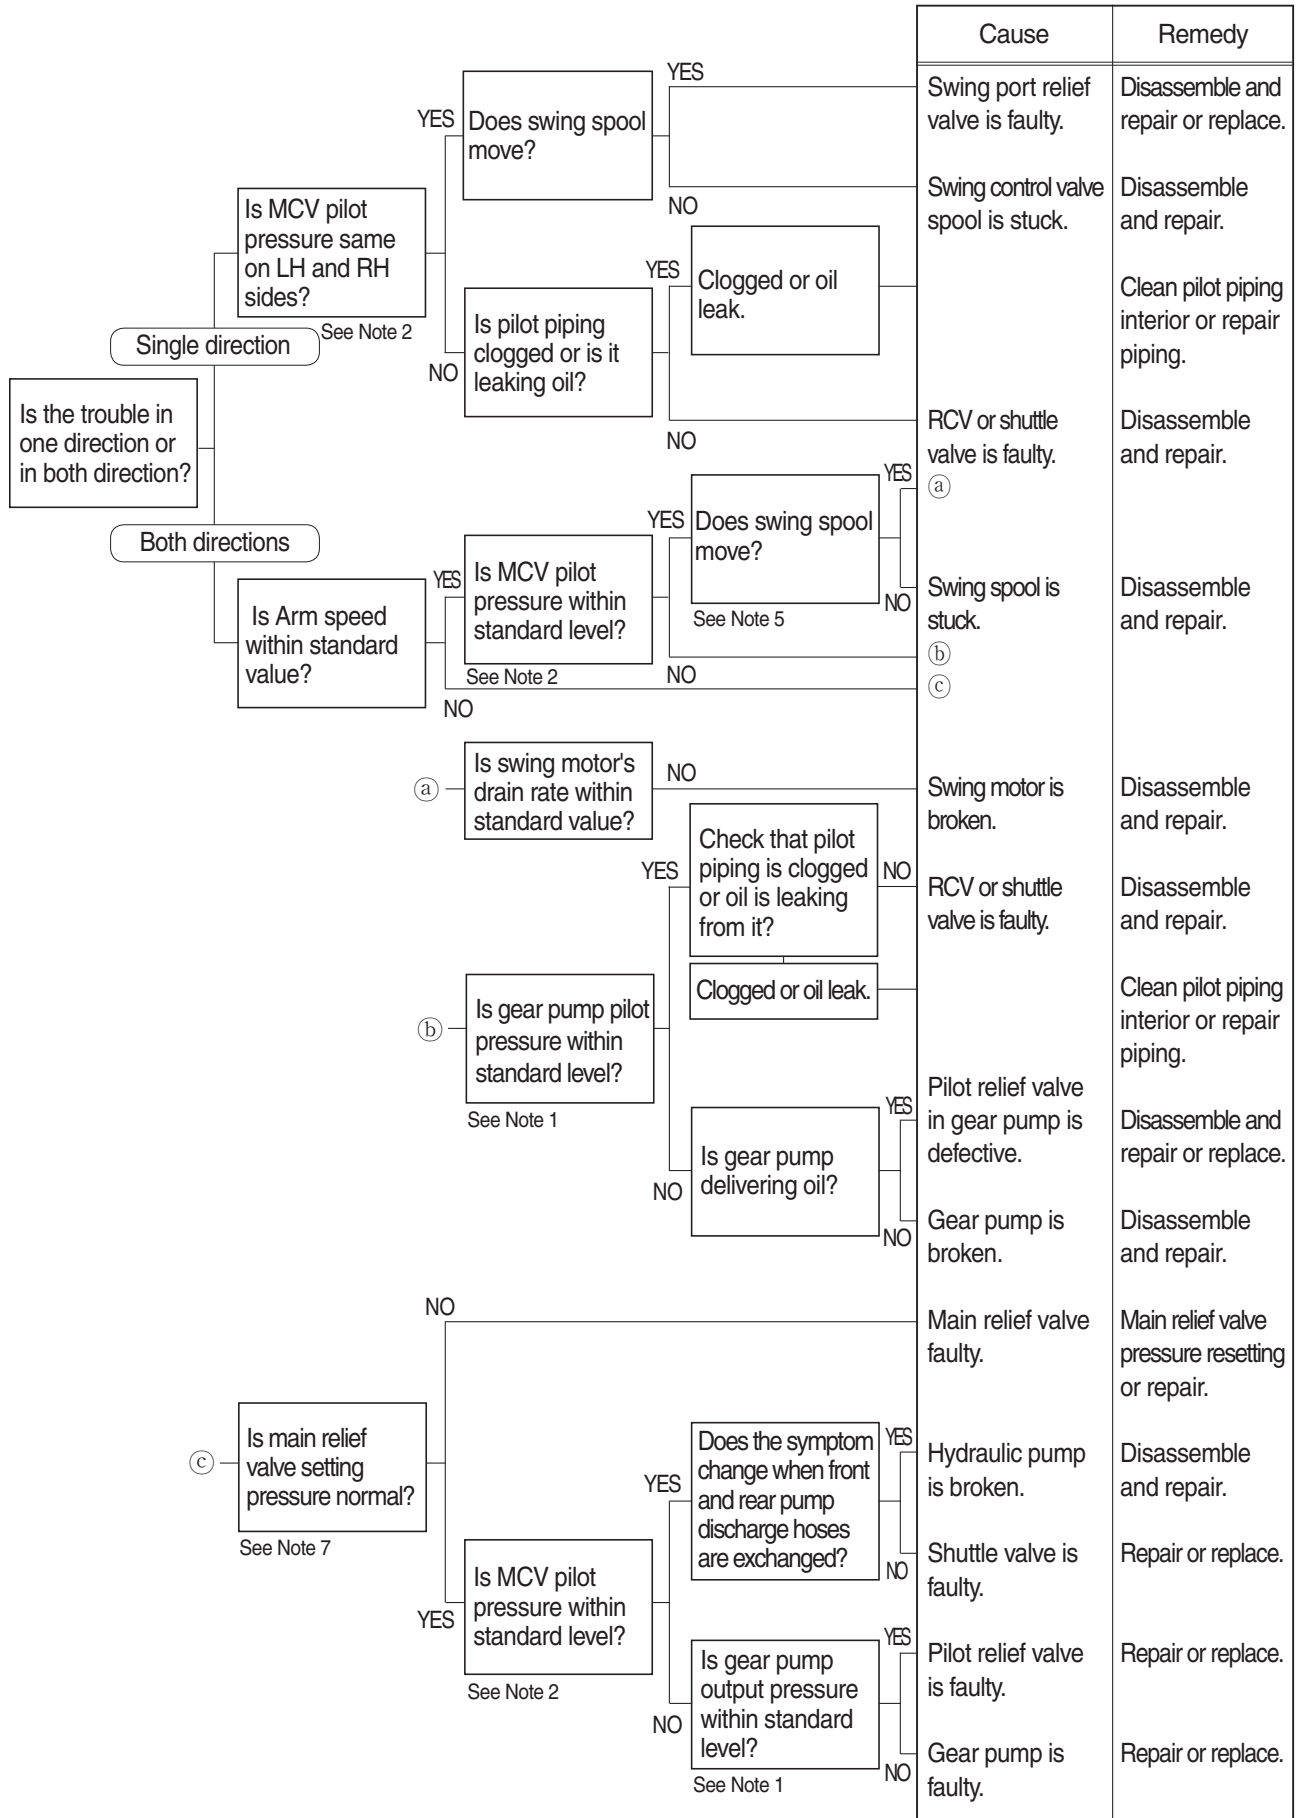 Cause
Remedy
YES
Swing port relief
valve is faulty.
Disassemble and
repair or replace.
YES
Does swing spool
move?
NO
Swing control valve
spool is stuck.
Disassemble
and repair.
Is MCV pilot
pressure same
on LH and RH
sides?
See Note 2
YES
Clogged or oil
leak.
Clean pilot piping
interior or repair
piping.
Is pilot piping
clogged or is it
leaking oil?
NO
Single direction
Is the trouble in
one direction or
in both direction?
NO
RCV or shuttle
valve is faulty.
Disassemble
and repair.
YES
ⓐ
YES
Does swing spool
move?
See Note 5
Both directions
YES
Is MCV pilot
pressure within
standard level?
See Note 2
NO
Swing spool is
stuck.
Disassemble
and repair.
Is Arm speed
within standard
value?
NO
ⓑ
NO
ⓒ
ⓐ
Is swing motor's
drain rate within
standard value?
NO
Swing motor is
broken.
Disassemble
and repair.
YES
Check that pilot
piping is clogged
or oil is leaking
from it?
NO
RCV or shuttle
valve is faulty.
Disassemble
and repair.
Clogged or oil leak.
Clean pilot piping
interior or repair
piping.
ⓑ
Is gear pump pilot
pressure within
standard level?
See Note 1
YES
Pilot relief valve
in gear pump is
defective.
Disassemble and
repair or replace.
NO
Is gear pump
delivering oil?
NO
Gear pump is
broken.
Disassemble
and repair.
NO
Main relief valve
faulty.
Main relief valve
pressure resetting
or repair.
ⓒ
Is main relief
valve setting
pressure normal?
See Note 7
YES
Does the symptom
change when front
and rear pump
discharge hoses
are exchanged?
YES
Hydraulic pump
is broken.
Disassemble
and repair.
NO
Shuttle valve is
faulty.
Repair or replace.
YES
Is MCV pilot
pressure within
standard level?
See Note 2
YES
Pilot relief valve
is faulty.
Repair or replace.
NO
Is gear pump
output pressure
within standard
level?
See Note 1
NO
Gear pump is
faulty.
Repair or replace.